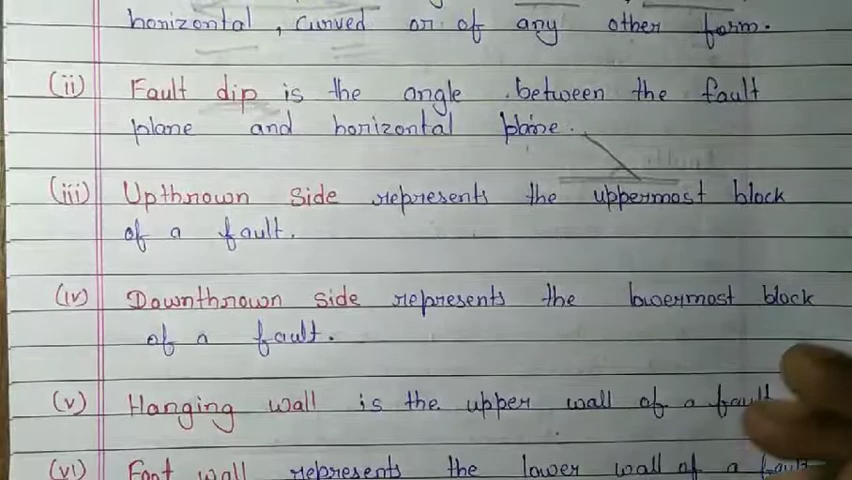 horizontal, curved or of any other form.
(ii) Fault dip is the angle between the fault
plane and horizontal plane.
(iii) Upthrown side represents the uppermost block
of a fault.
(iv) Downthrown side represents the lowermost block
of a fault.
(v) Hanging wall is the upper wall of a fault
(vi) Foot wall represents the lower wall of a fault